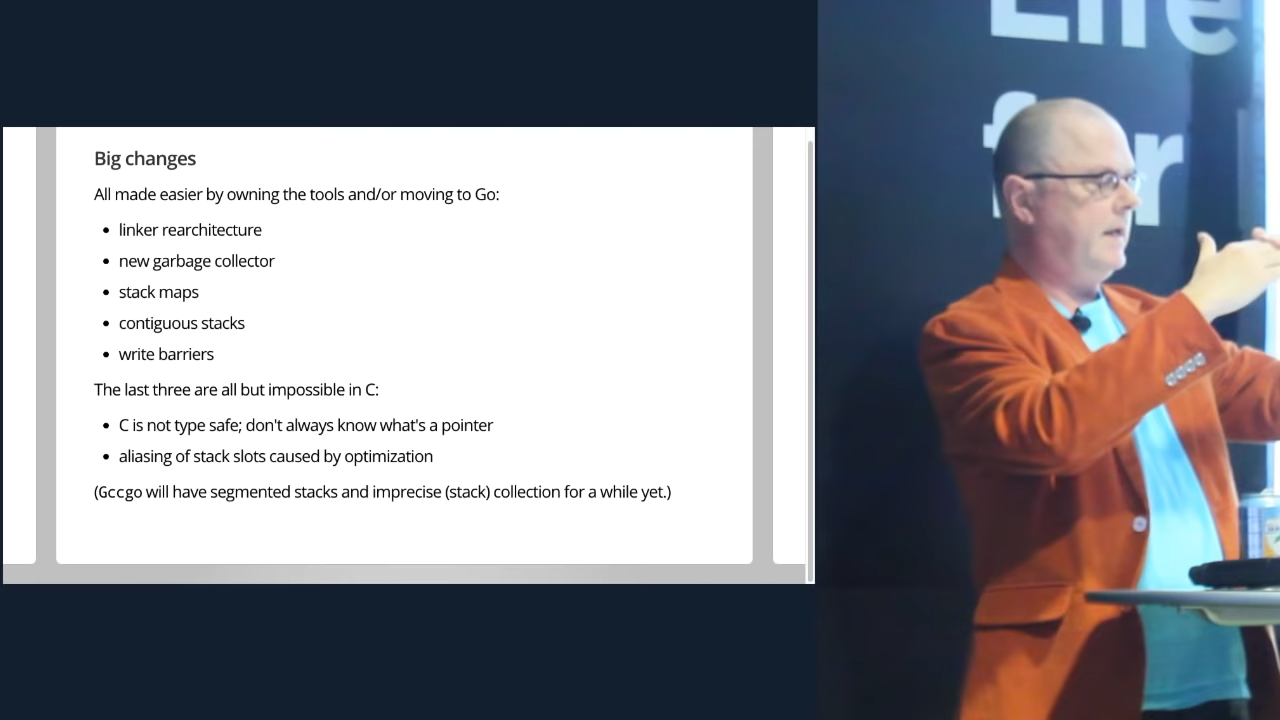 Big changes
All made easier by owning the tools and/or moving to Go:
• linker rearchitecture
• new garbage collector
• stack maps
• contiguous stacks
• write barriers
The last three are all but impossible in C:
• C is not type safe; don't always know what's a pointer
• aliasing of stack slots caused by optimization
(Gccgo will have segmented stacks and imprecise (stack) collection for a while yet.)
Life
for